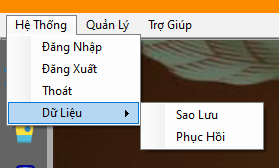 Hệ Thống Quản Lý Trợ Giúp
Đăng Nhập
Đăng Xuất
Thoát
Dữ Liệu
Sao Lưu
Phục Hồi